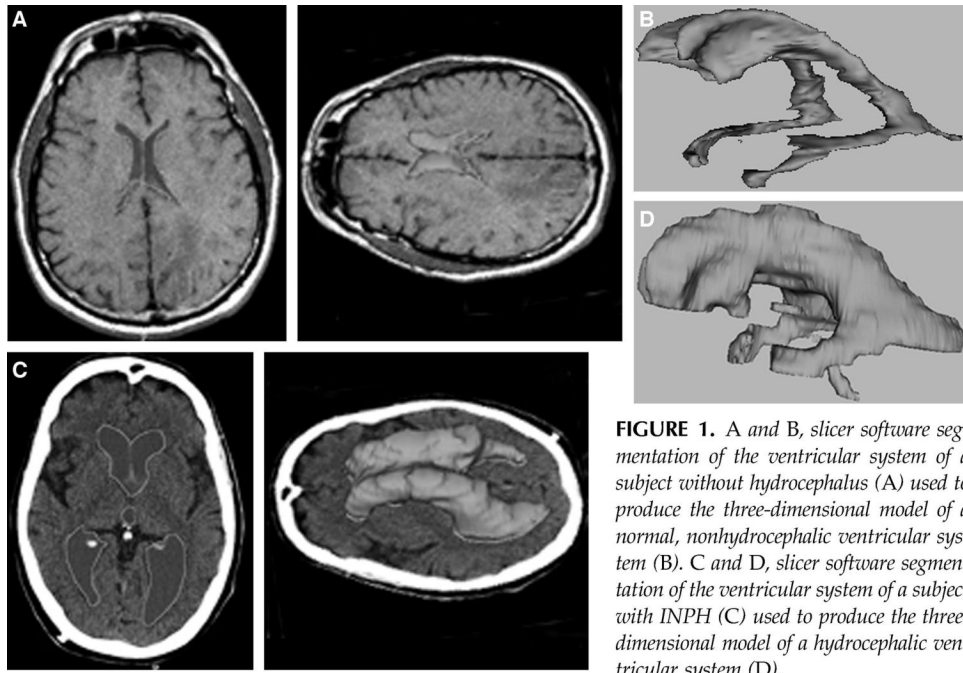 A
B
D
C
FIGURE 1. A and B, slicer software seg-
mentation of the ventricular system of a
subject without hydrocephalus (A) used to
produce the three-dimensional model of a
normal, nonhydrocephalic ventricular sys-
tem (B). C and D, slicer software segmen-
tation of the ventricular system of a subject
with INPH (C) used to produce the three-
dimensional model of a hydrocephalic ven-
tricular system (D).